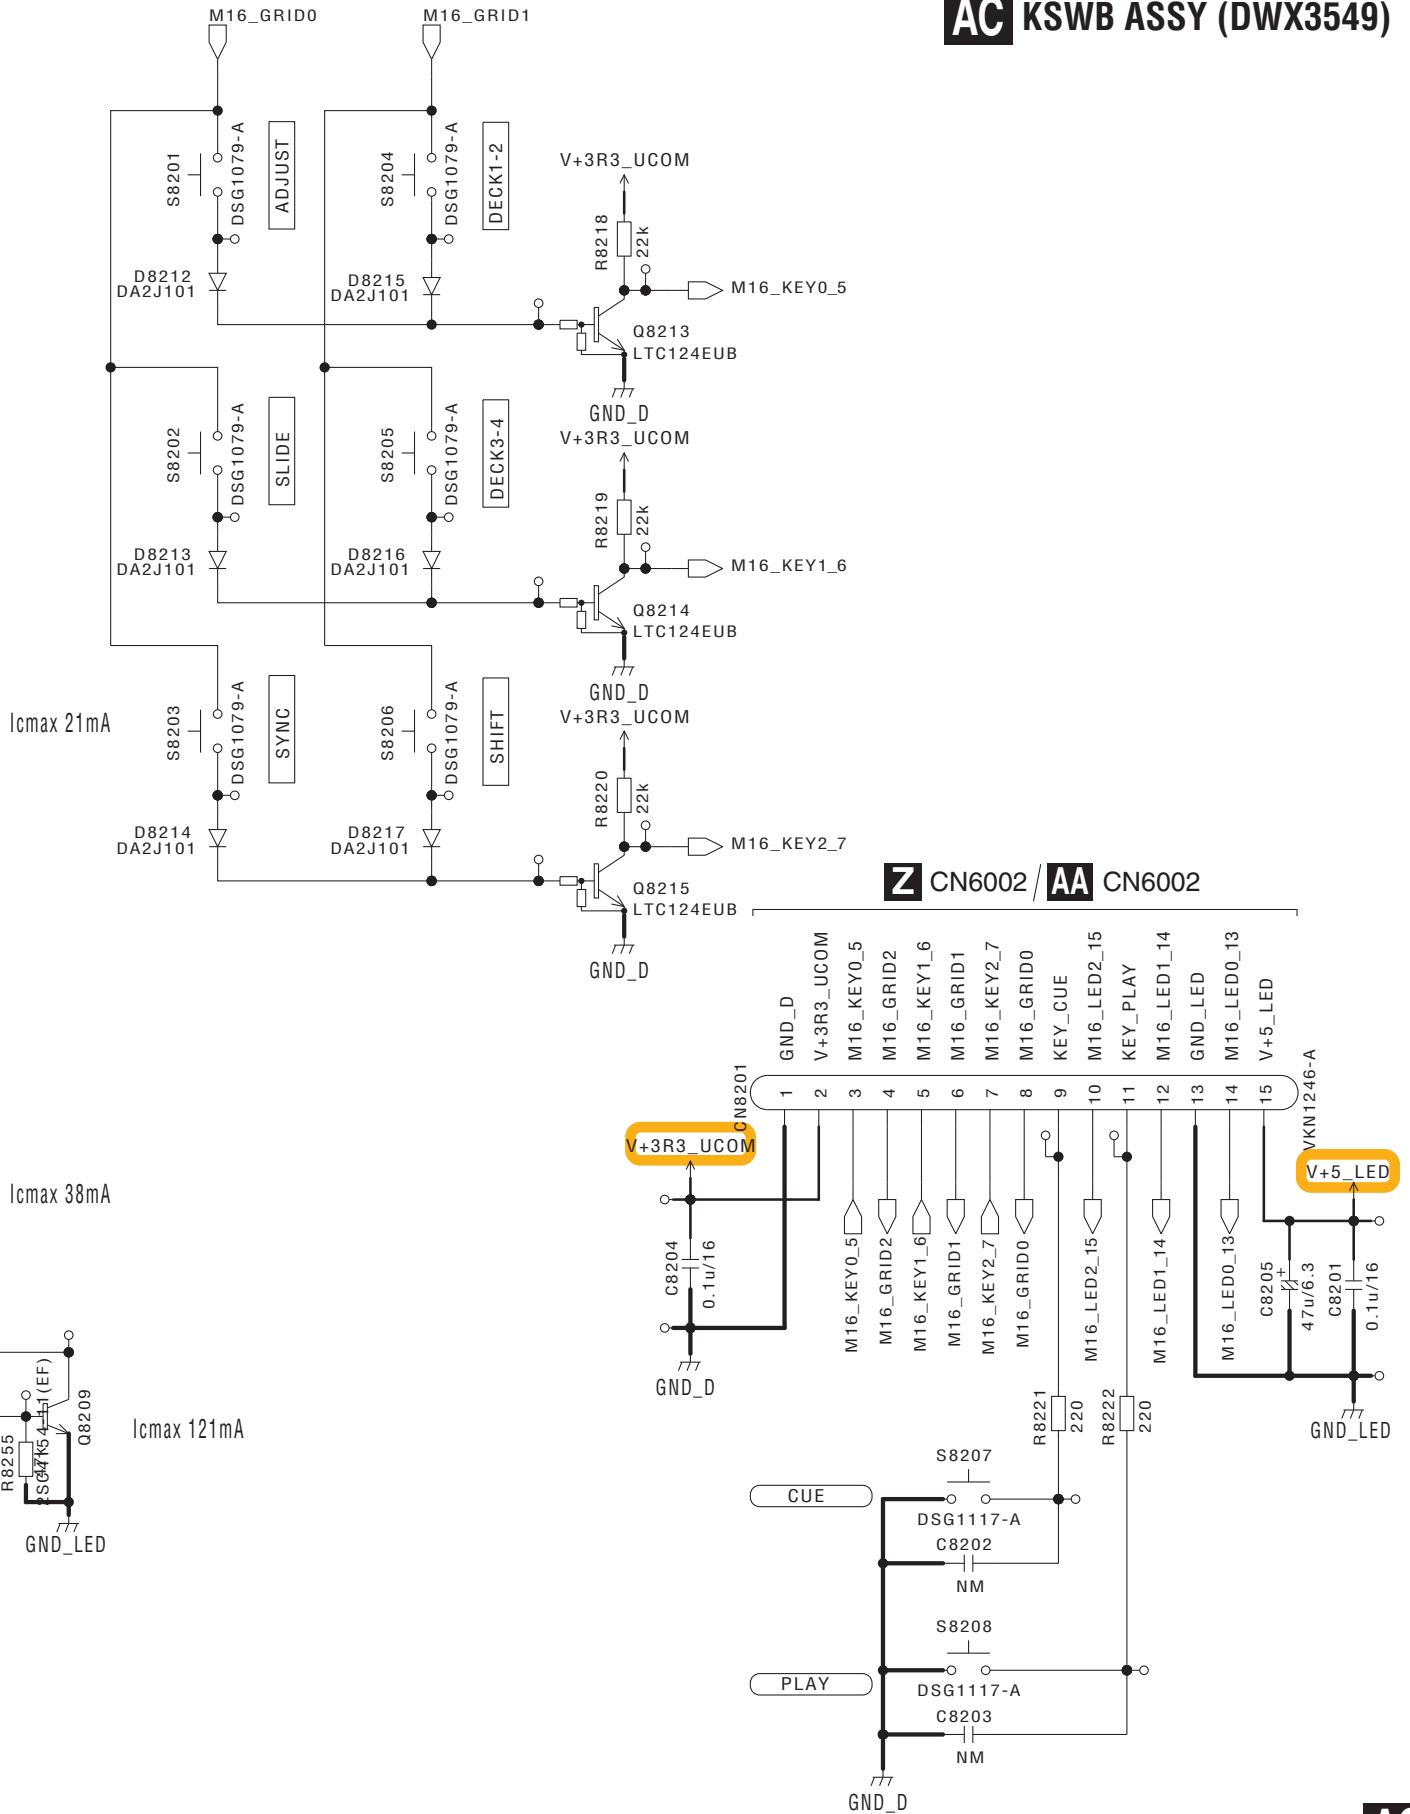 M16_GRID0
M16_GRID1
AC KSWB ASSY (DWX3549)
S8201
DSG1079-A
ADJUST
S8204
DSG1079-A
DECK1-2
V+3R3_UCOM
R8218
22k
D8212
DA2J101
D8215
DA2J101
M16_KEY0_5
Q8213
LTC124EUB
GND_D
S8202
DSG1079-A
SLIDE
S8205
DSG1079-A
DECK3-4
V+3R3_UCOM
R8219
22k
D8213
DA2J101
D8216
DA2J101
M16_KEY1_6
Q8214
LTC124EUB
GND_D
Icmax 21mA
S8203
DSG1079-A
SYNC
S8206
DSG1079-A
SHIFT
V+3R3_UCOM
R8220
22k
D8214
DA2J101
D8217
DA2J101
M16_KEY2_7
Q8215
LTC124EUB
GND_D
Z CN6002 / AA CN6002
GND_D
V+3R3_UCOM
M16_KEY0_5
M16_GRID2
M16_KEY1_6
M16_GRID1
M16_KEY2_7
M16_GRID0
KEY_CUE
M16_LED2_15
KEY_PLAY
M16_LED1_14
GND_LED
M16_LED0_13
V+5_LED
CN8201
1 2 3 4 5 6 7 8 9 10 11 12 13 14 15
VKN1246-A
V+3R3_UCOM
V+5_LED
Icmax 38mA
C8204
0.1u/16
M16_KEY0_5
M16_GRID2
M16_KEY1_6
M16_GRID1
M16_KEY2_7
M16_GRID0
M16_LED2_15
M16_LED1_14
M16_LED0_13
C8205
+
47u/6.3
C8201
0.1u/16
GND_D
GND_LED
R8221
220
R8222
220
R8255
47k
2SC4154-11(EF)
Q8209
Icmax 121mA
GND_LED
S8207
CUE
DSG1117-A
C8202
NM
S8208
PLAY
DSG1117-A
C8203
NM
GND_D